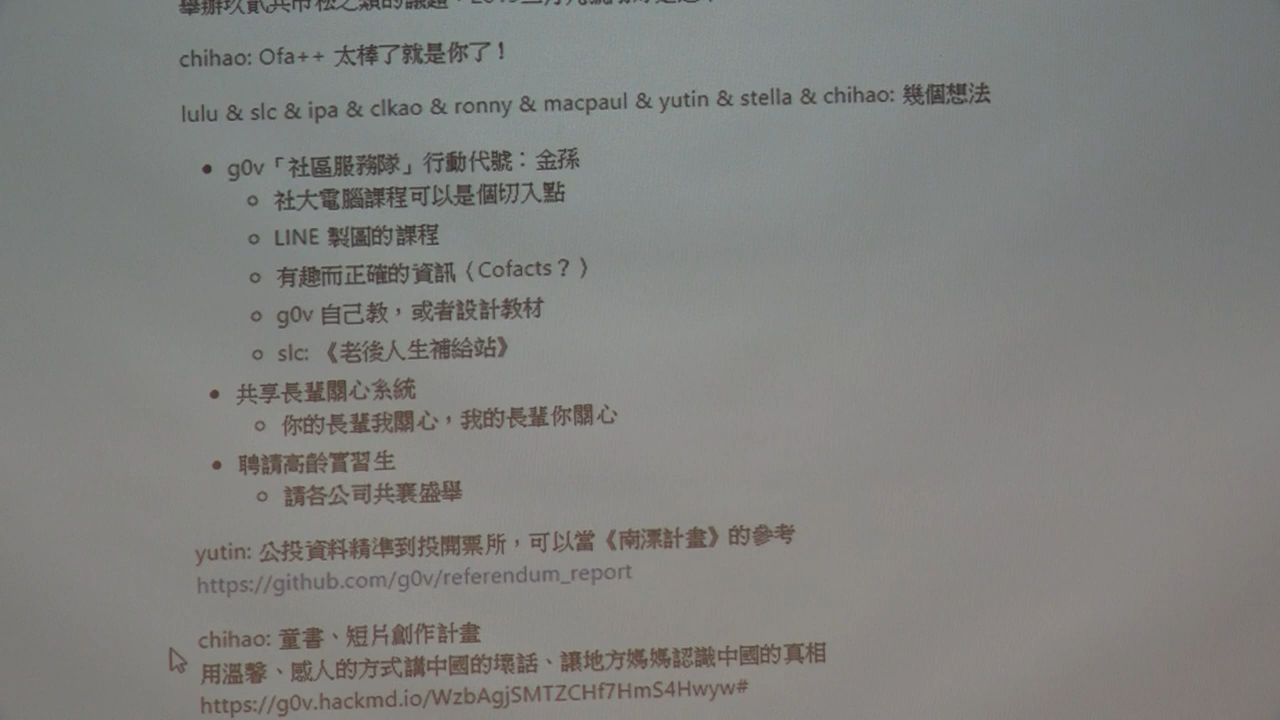 chihao: Ofa++ 太棒了就是你了！
lulu & slc & ipa & clkao & ronny & macpaul & yutin & stella & chihao: 幾個想法
• g0v「社區服務隊」行動代號：金孫
◦ 社大電腦課程可以是個切入點
◦ LINE 製圖的課程
◦ 有趣而正確的資訊（Cofacts？）
◦ g0v 自己教，或者設計教材
◦ slc: 《老後人生補給站》
• 共享長輩關心系統
◦ 你的長輩我關心，我的長輩你關心
• 聘請高齡實習生
◦ 請各公司共襄盛舉
yutin: 公投資料精準到投開票所，可以當《南漂計畫》的參考
https://github.com/g0v/referendum_report
chihao: 童書、短片創作計畫
用溫馨、感人的方式講中國的壞話、讓地方媽媽認識中國的真相
https://g0v.hackmd.io/WzbAgjSMTZCHf7HmS4Hwyw#